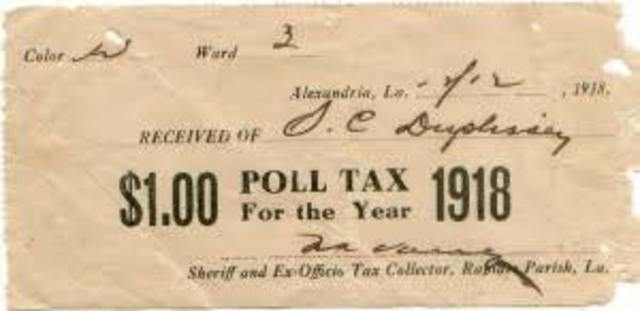 Color W Ward 3
Alexandria, La. , 1918.
RECEIVED OF C
$1.00 POLL TAX For the Year 1918
Sheriff and Ex-Officio Tax Collector, Rapides Parish, La.